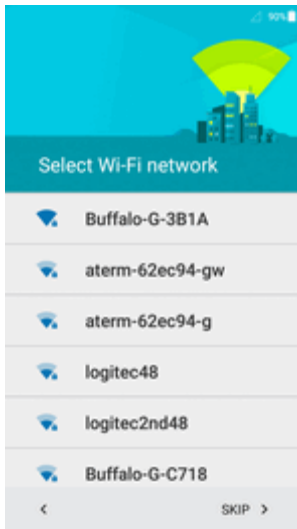 90%
Select Wi-Fi network
Buffalo-G-3B1A
aterm-62ec94-gw
aterm-62ec94-g
logitec48
logitec2nd48
Buffalo-G-C718
SKIP